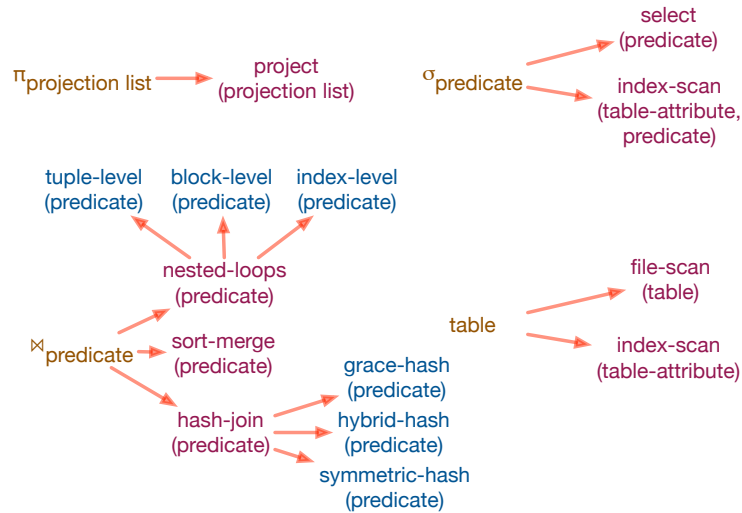 πprojection list
project
(projection list)
σpredicate
select
(predicate)
index-scan
(table-attribute,
predicate)
tuple-level
(predicate)
block-level
(predicate)
index-level
(predicate)
nested-loops
(predicate)
⋈predicate
sort-merge
(predicate)
hash-join
(predicate)
grace-hash
(predicate)
hybrid-hash
(predicate)
symmetric-hash
(predicate)
table
file-scan
(table)
index-scan
(table-attribute)